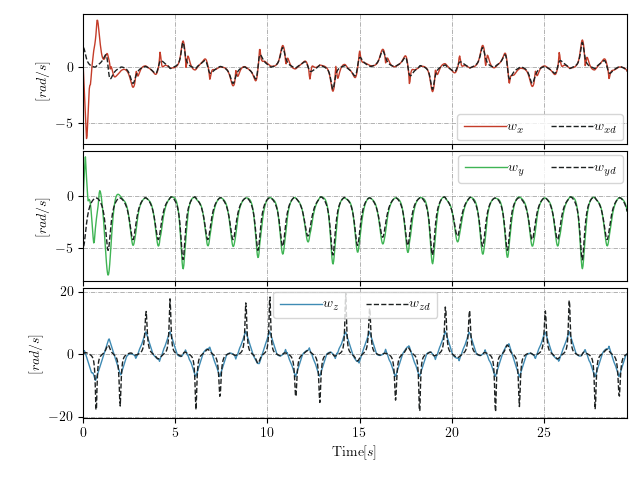 0
−5
[rad/s]
w_x w_xd
0
−5
[rad/s]
w_y w_yd
20
0
−20
[rad/s]
w_z w_zd
0 5 10 15 20 25
Time[s]